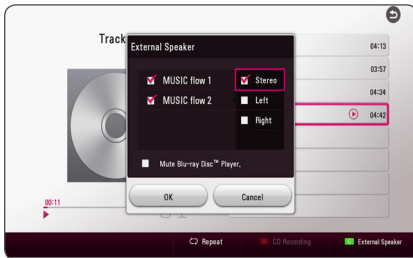 Track
External Speaker
04:13
MUSIC flow 1
Stereo
03:57
MUSIC flow 2
Left
04:34
Right
04:42
Mute Blu-ray Disc™ Player.
OK
Cancel
00:11
Repeat
CD Recording
External Speaker